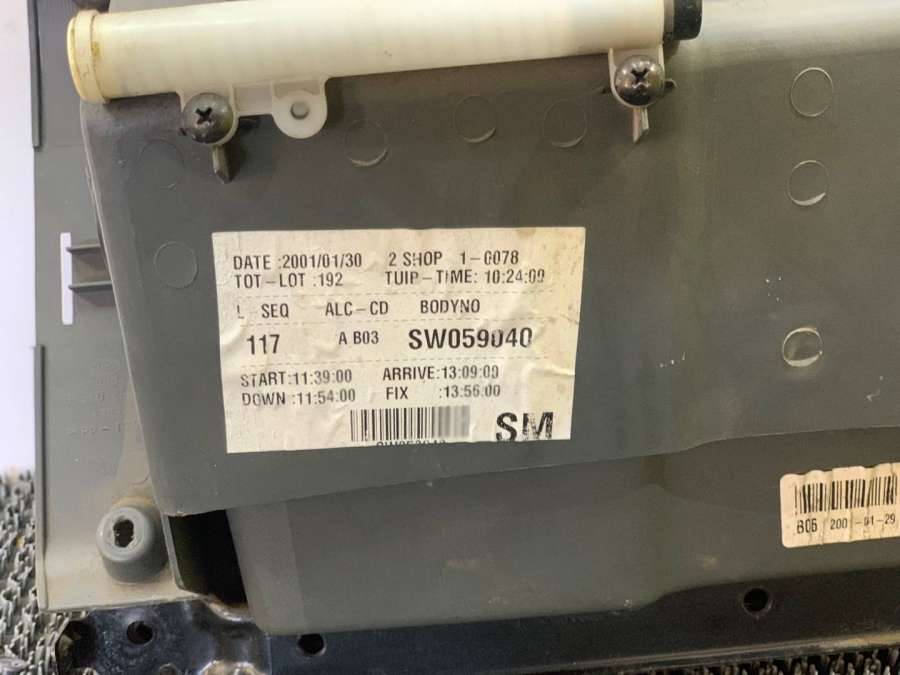 DATE :2001/01/30 2 SHOP 1-0078
TOT-LOT :192 TUIP-TIME: 10:24:00
L SEQ ALC-CD BODYNO
117 A B03 SW059040
START:11:39:00 ARRIVE:13:09:00
DOWN :11:54:00 FIX :13:56:00
SM
B06 2001-01-29